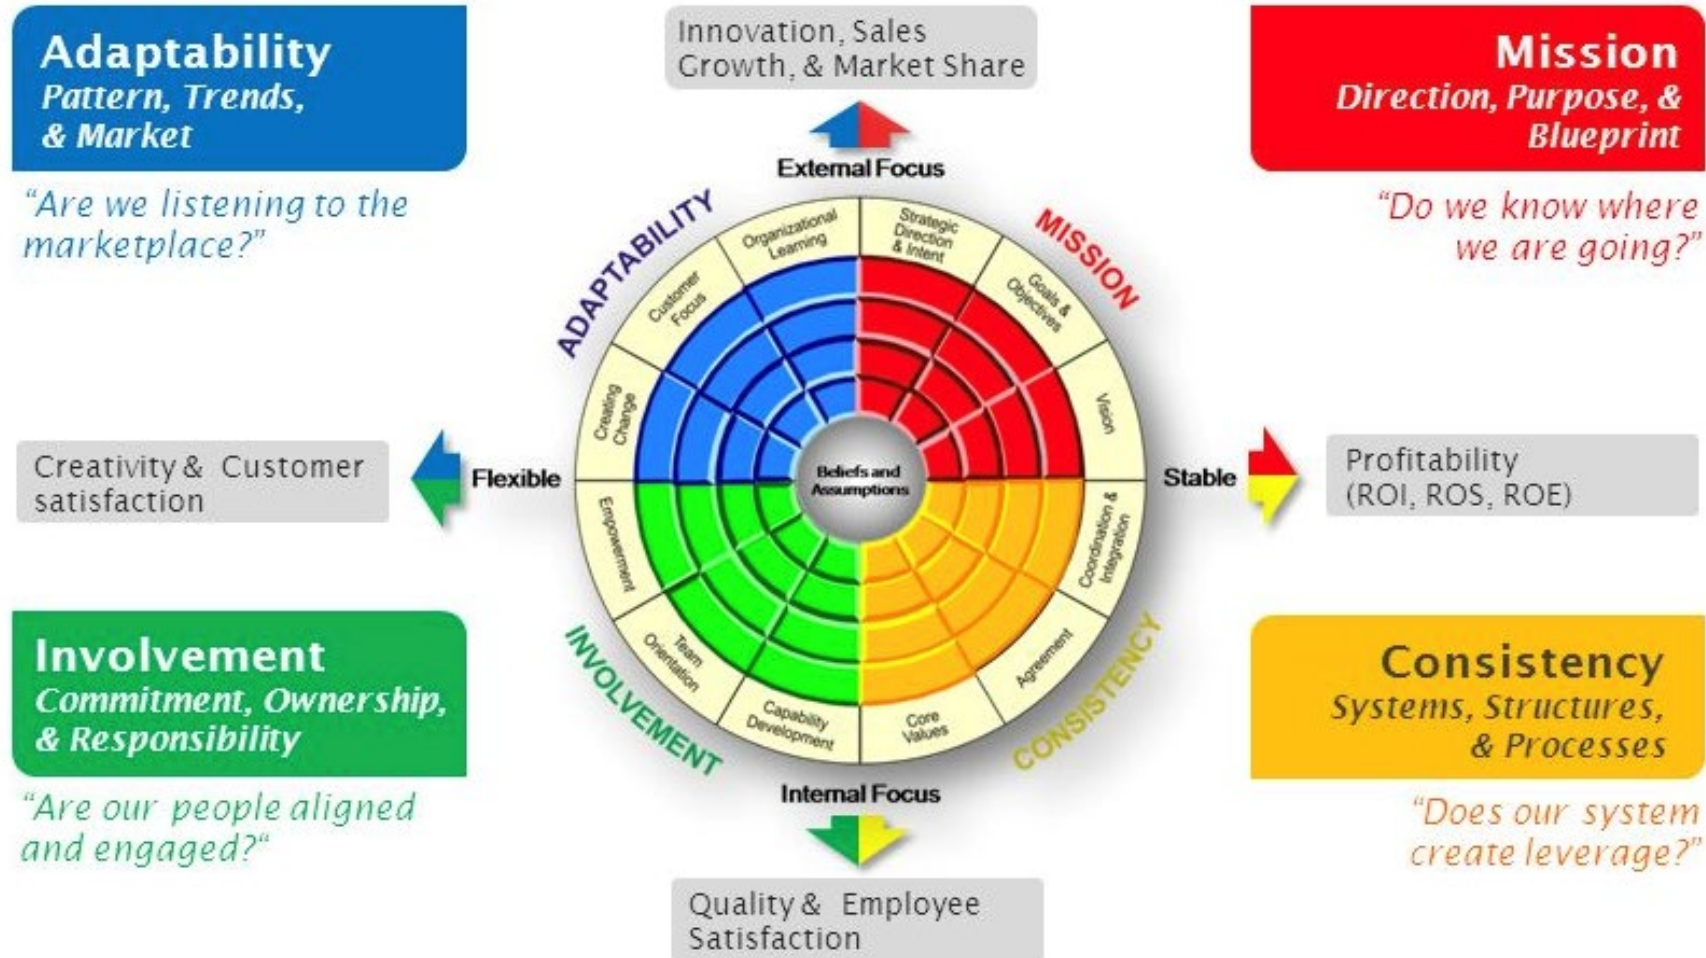 Adaptability
Pattern, Trends,
& Market
“Are we listening to the
marketplace?”
Innovation, Sales
Growth, & Market Share
External Focus
Mission
Direction, Purpose, &
Blueprint
“Do we know where
we are going?”
ADAPTABILITY
MISSION
Organizational
Learning
Strategic
Direction
& Intent
Customer
Focus
Goals &
Objectives
Creating
Change
Vision
Creativity & Customer
satisfaction
Flexible
Beliefs and
Assumptions
Stable
Profitability
(ROI, ROS, ROE)
Empowerment
Coordination &
Integration
Team
Orientation
Agreement
Capability
Development
Core
Values
INVOLVEMENT
CONSISTENCY
Involvement
Commitment, Ownership,
& Responsibility
“Are our people aligned
and engaged?“
Internal Focus
Quality & Employee
Satisfaction
Consistency
Systems, Structures,
& Processes
“Does our system
create leverage?”